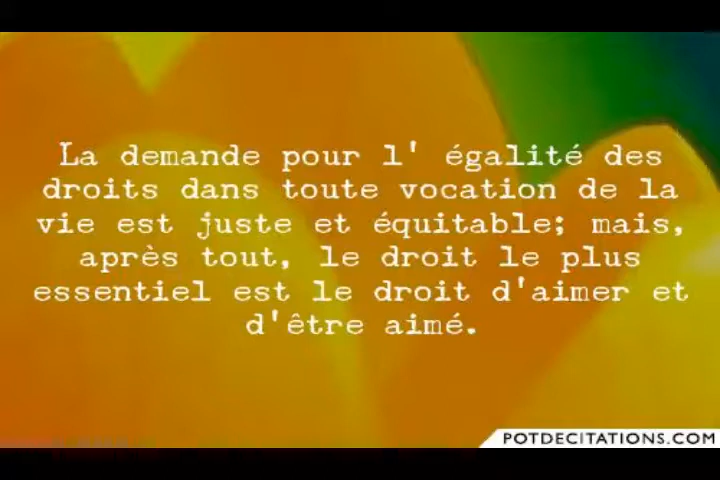 La demande pour l' égalité des
droits dans toute vocation de la
vie est juste et équitable; mais,
après tout, le droit le plus
essentiel est le droit d'aimer et
d'être aimé.
POTDECITATIONS.COM